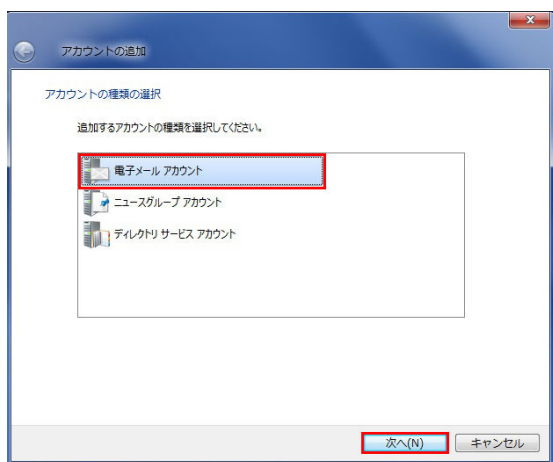 アカウントの追加
アカウントの種類の選択
追加するアカウントの種類を選択してください。
電子メール アカウント
ニュースグループ アカウント
ディレクトリ サービス アカウント
次へ(N) キャンセル